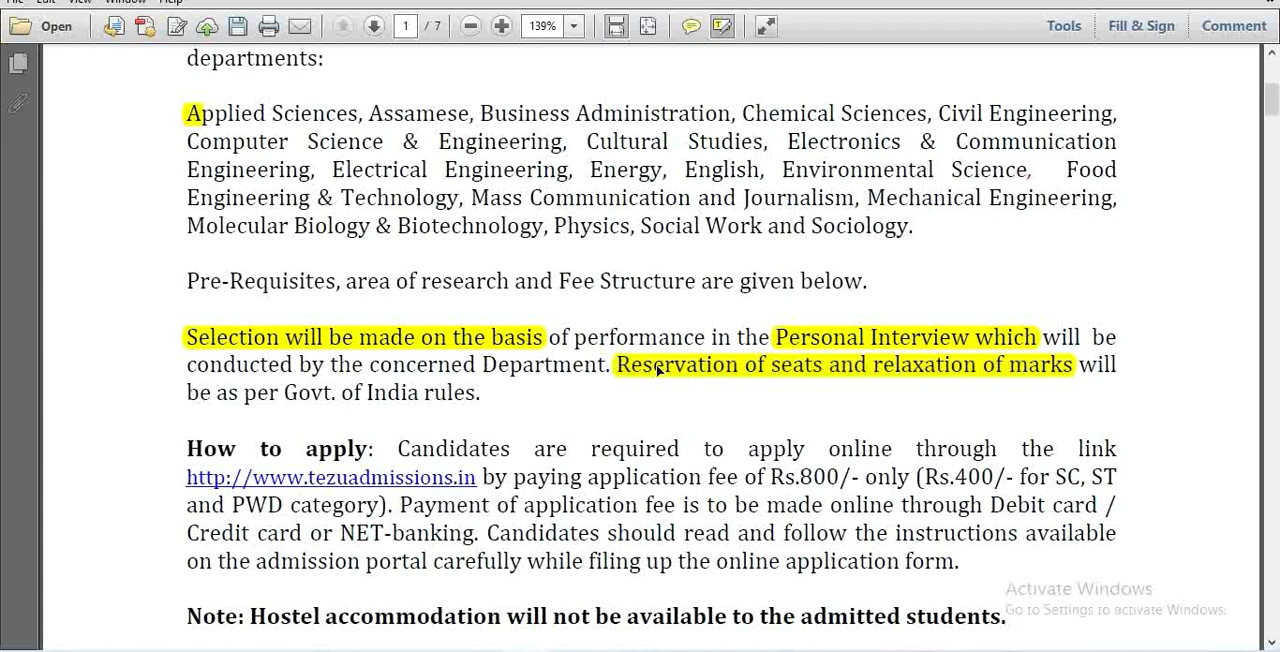 File Edit View Window Help
Open 1 / 7 139% Tools Fill & Sign Comment
departments:
Applied Sciences, Assamese, Business Administration, Chemical Sciences, Civil Engineering,
Computer Science & Engineering, Cultural Studies, Electronics & Communication
Engineering, Electrical Engineering, Energy, English, Environmental Science, Food
Engineering & Technology, Mass Communication and Journalism, Mechanical Engineering,
Molecular Biology & Biotechnology, Physics, Social Work and Sociology.
Pre-Requisites, area of research and Fee Structure are given below.
Selection will be made on the basis of performance in the Personal Interview which will be
conducted by the concerned Department. Reservation of seats and relaxation of marks will
be as per Govt. of India rules.
How to apply: Candidates are required to apply online through the link
http://www.tezuadmissions.in by paying application fee of Rs.800/- only (Rs.400/- for SC, ST
and PWD category). Payment of application fee is to be made online through Debit card /
Credit card or NET-banking. Candidates should read and follow the instructions available
on the admission portal carefully while filing up the online application form.
Activate Windows
Go to Settings to activate Windows.
Note: Hostel accommodation will not be available to the admitted students.